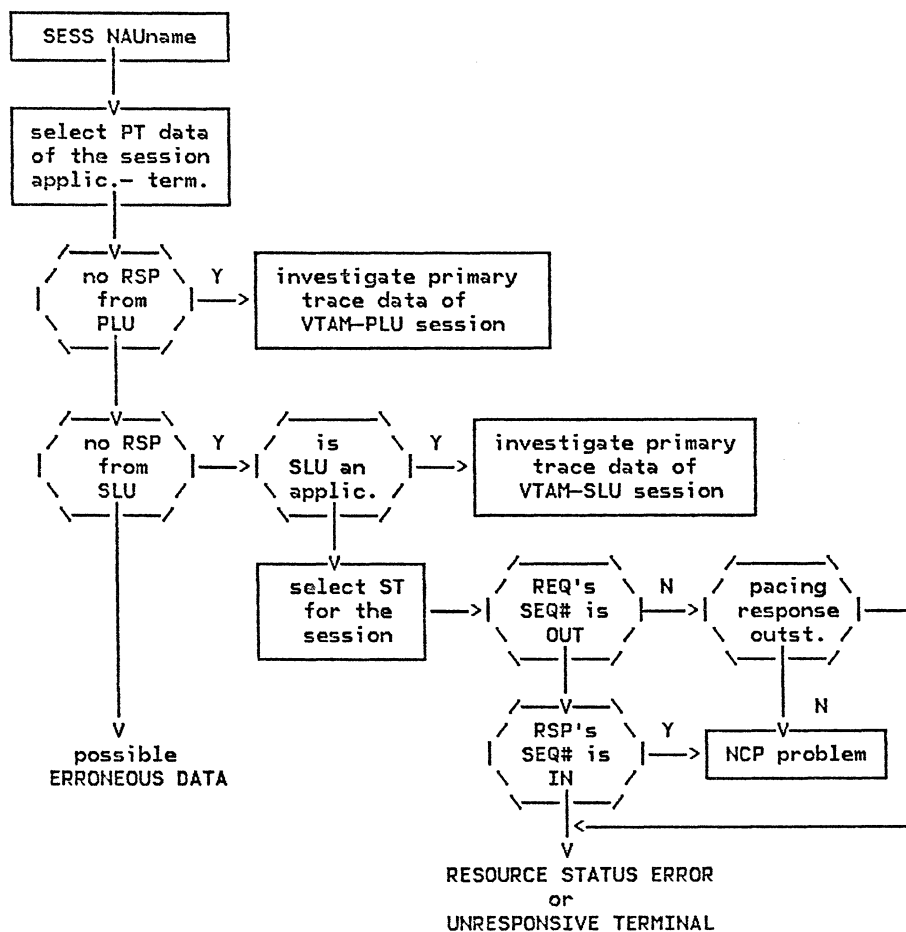 SESS NAUname
select PT data
of the session
applic.- term.
no RSP
from
PLU
Y
investigate primary
trace data of
VTAM-PLU session
no RSP
from
SLU
Y
is
SLU an
applic.
Y
investigate primary
trace data of
VTAM-SLU session
select ST
for the
session
REQ's
SEQ# is
OUT
N
pacing
response
outst.
N
RSP's
SEQ# is
IN
Y
NCP problem
possible
ERRONEOUS DATA
RESOURCE STATUS ERROR
or
UNRESPONSIVE TERMINAL